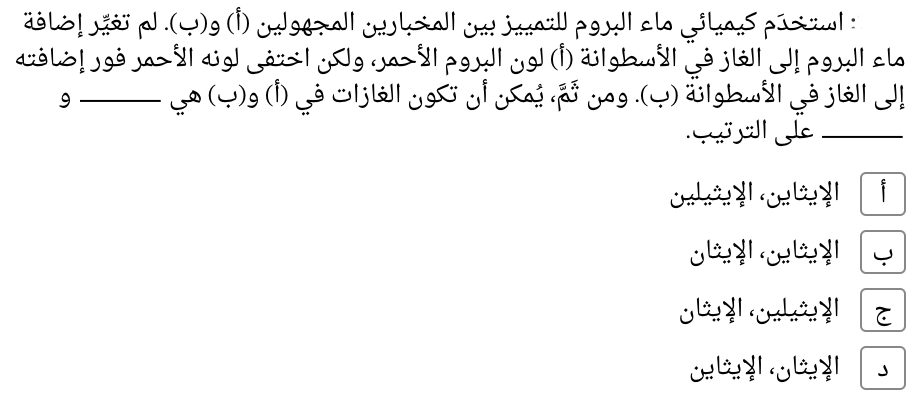 : استخدَم كيميائي ماء البروم للتمييز بين المخبارين المجهولين (أ) و(ب). لم تغيِّر إضافة
ماء البروم إلى الغاز في الأسطوانة (أ) لون البروم الأحمر، ولكن اختفى لونه الأحمر فور إضافته
إلى الغاز في الأسطوانة (ب). ومن ثَمَّ، يُمكن أن تكون الغازات في (أ) و(ب) هي ______ و
______ على الترتيب.
أ الإيثاين، الإيثيلين
ب الإيثاين، الإيثان
ج الإيثيلين، الإيثان
د الإيثان، الإيثاين